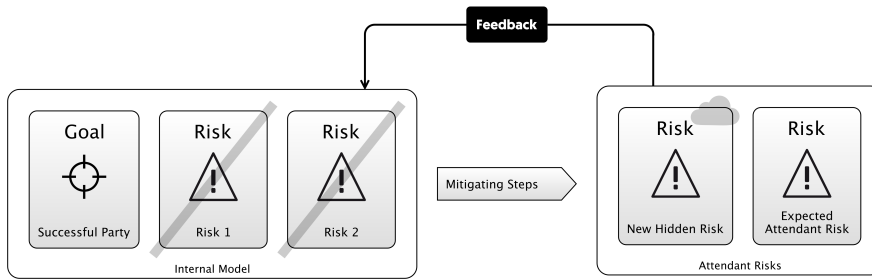 Feedback
Goal
Successful Party
Risk
Risk 1
Risk
Risk 2
Internal Model
Mitigating Steps
Risk
New Hidden Risk
Risk
Expected
Attendant Risk
Attendant Risks